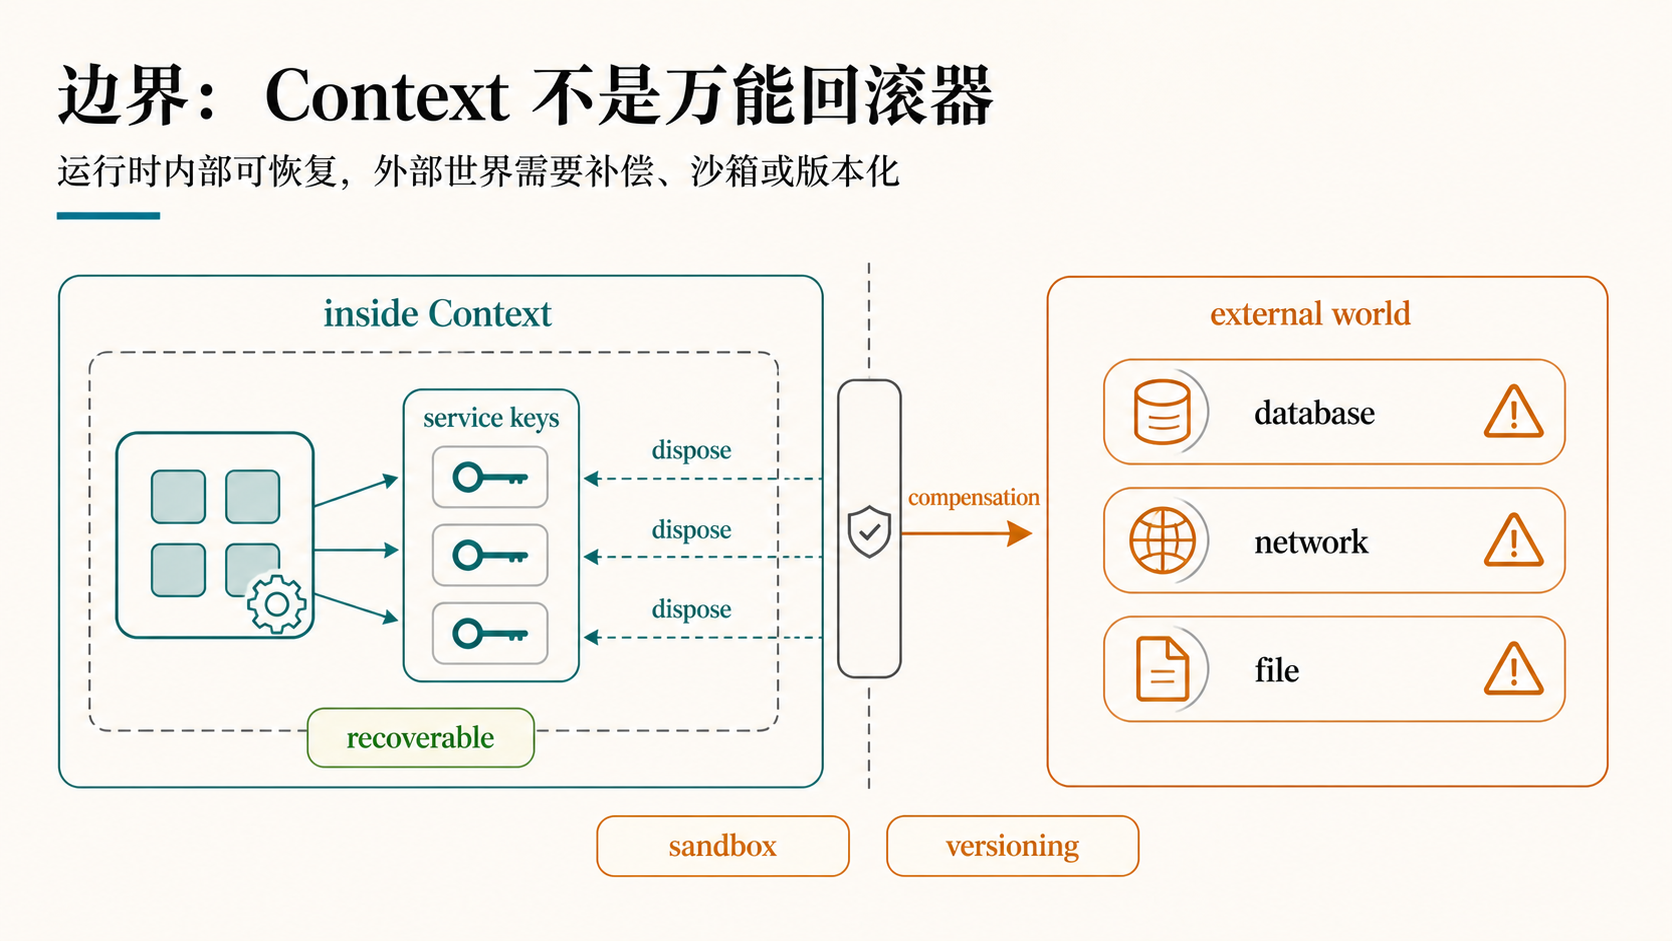 边界：Context 不是万能回滚器
运行时内部可恢复，外部世界需要补偿、沙箱或版本化
inside Context
service keys
dispose
dispose
dispose
recoverable
compensation
external world
database
network
file
sandbox
versioning